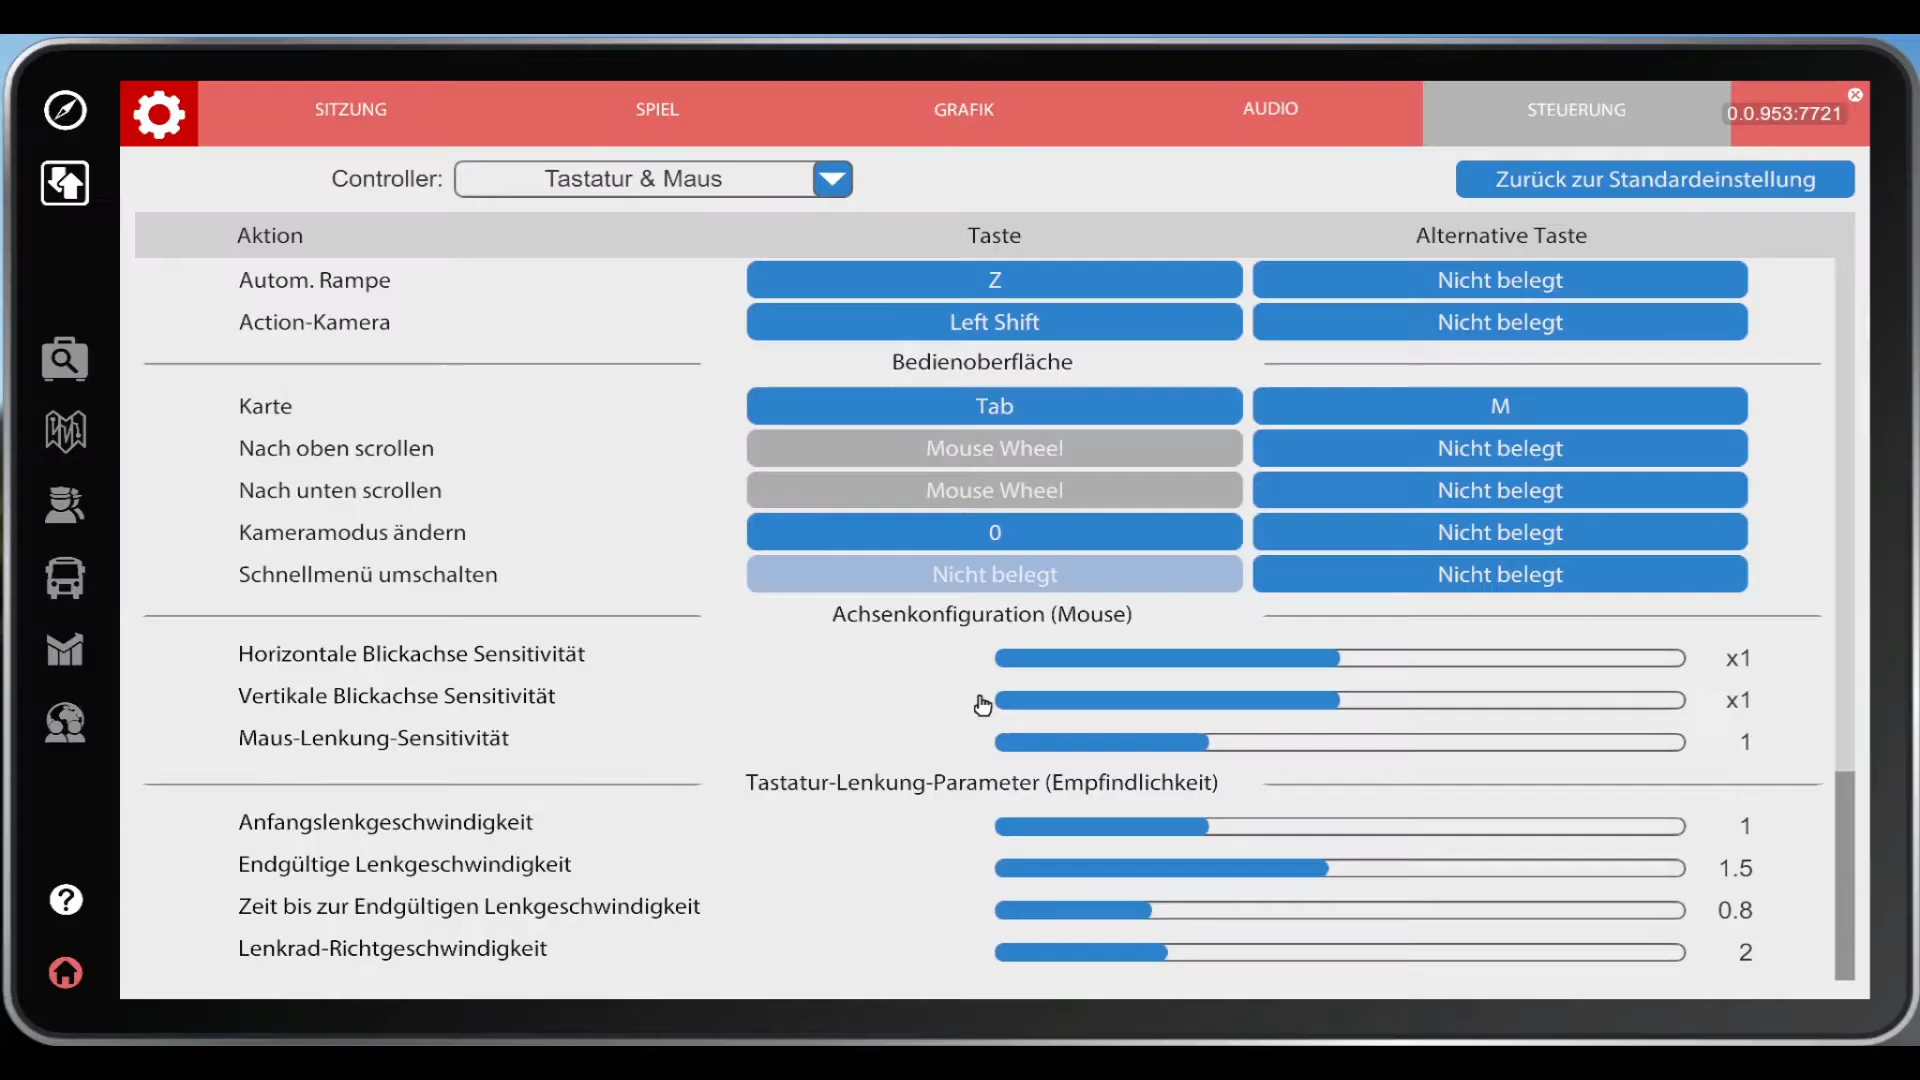 SITZUNG SPIEL GRAFIK AUDIO STEUERUNG 0.0.953:7721
Controller: Tastatur & Maus Zurück zur Standardeinstellung
Aktion Taste Alternative Taste
Autom. Rampe Z Nicht belegt
Action-Kamera Left Shift Nicht belegt
Bedienoberfläche
Karte Tab M
Nach oben scrollen Mouse Wheel Nicht belegt
Nach unten scrollen Mouse Wheel Nicht belegt
Kameramodus ändern 0 Nicht belegt
Schnellmenü umschalten Nicht belegt Nicht belegt
Achsenkonfiguration (Mouse)
Horizontale Blickachse Sensitivität x1
Vertikale Blickachse Sensitivität x1
Maus-Lenkung-Sensitivität 1
Tastatur-Lenkung-Parameter (Empfindlichkeit)
Anfangslenkgeschwindigkeit 1
Endgültige Lenkgeschwindigkeit 1.5
Zeit bis zur Endgültigen Lenkgeschwindigkeit 0.8
Lenkrad-Richtgeschwindigkeit 2